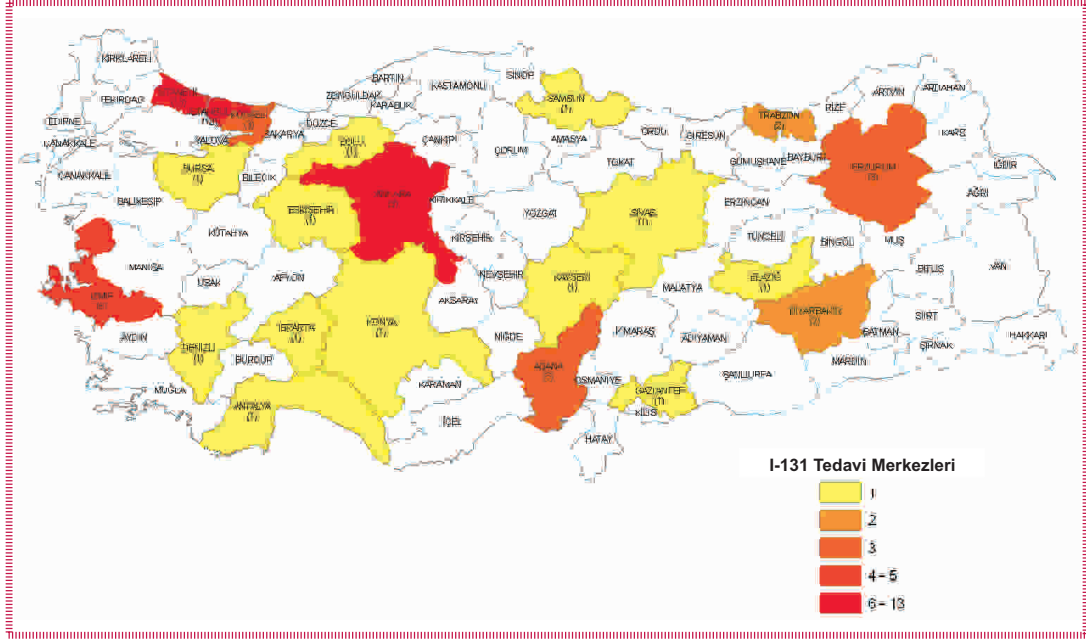 KIRKLARELİ
TEKİRDAĞ
EDİRNE
ÇANAKKALE
ÇANAKKALE
YALOVA
SAKARYA
DÜZCE
ZONGULDAK
BARTIN
KARABÜK
KASTAMONU
SİNOP
SAMSUN
(1)
BOLU
(1)
ÇANKIRI
ÇORUM
AMASYA
ORDU
GİRESUN
TRABZON
(2)
RİZE
ARTVİN
ARDAHAN
KARS
IĞDIR
AĞRI
BURSA
(1)
BİLECİK
BALIKESİR
KÜTAHYA
ESKİŞEHİR
(1)
KIRIKKALE
KIRŞEHİR
YOZGAT
TOKAT
SİVAS
(1)
GÜMÜŞHANE
BAYBURT
ERZURUM
(3)
ERZİNCAN
TUNCELİ
BİNGÖL
MUŞ
BİTLİS
VAN
MANİSA
İZMİR
UŞAK
AFYON
NEVŞEHİR
KAYSERİ
(1)
MALATYA
ELAZIĞ
(1)
DİYARBAKIR
(2)
BATMAN
SİİRT
ŞIRNAK
HAKKARİ
AYDIN
DENİZLİ
(1)
ISPARTA
(1)
BURDUR
KONYA
(1)
AKSARAY
NİĞDE
ADANA
K.MARAŞ
ADIYAMAN
MARDİN
MUĞLA
ANTALYA
(1)
KARAMAN
İÇEL
OSMANİYE
GAZİANTEP
(1)
KİLİS
ŞANLIURFA
HATAY
I-131 Tedavi Merkezleri
1
2
3
4 – 5
6 – 13